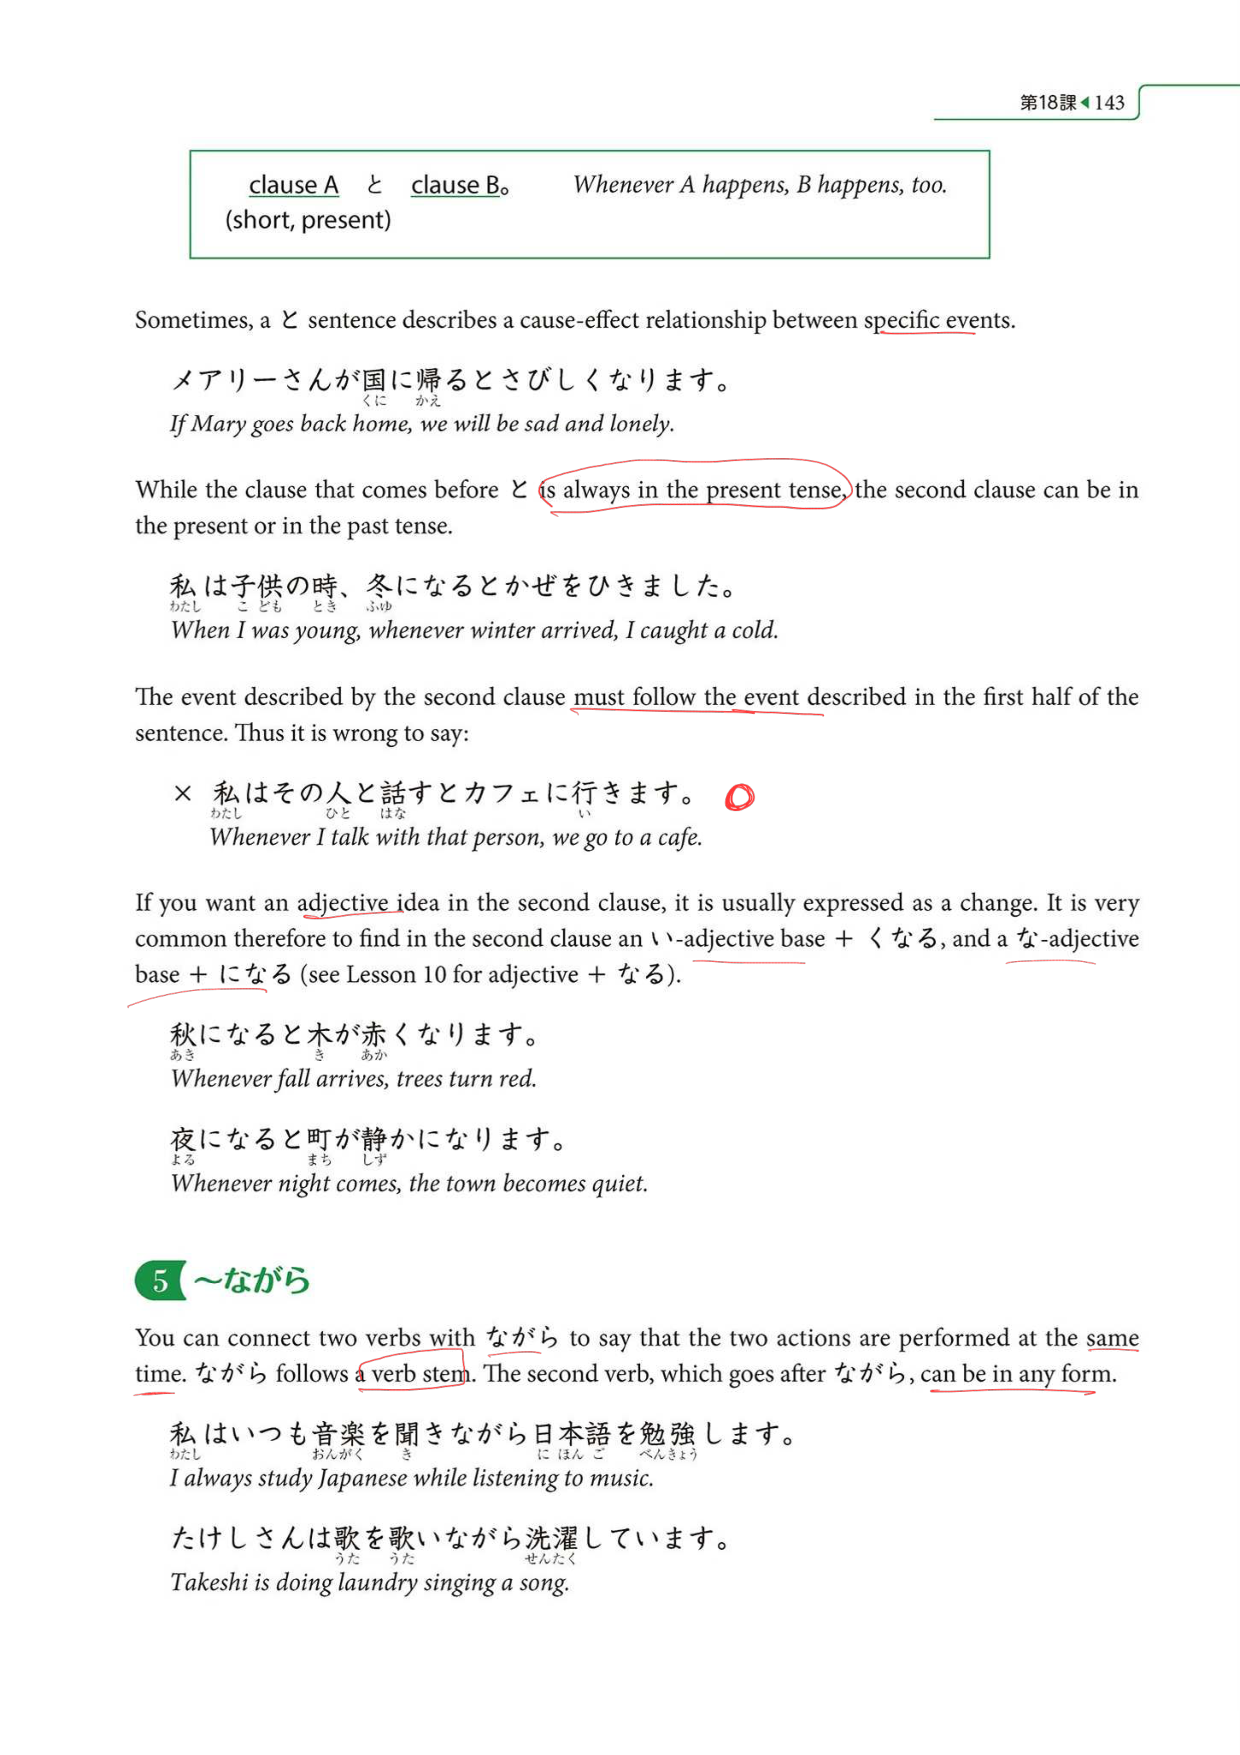 第18課◀143
clause A と clause B。 Whenever A happens, B happens, too.
(short, present)
Sometimes, a と sentence describes a cause-effect relationship between specific events.
メアリーさんが国に帰るとさびしくなります。
くに かえ
If Mary goes back home, we will be sad and lonely.
While the clause that comes before と is always in the present tense, the second clause can be in
the present or in the past tense.
私は子供の時、冬になるとかぜをひきました。
わたし こ ども とき ふゆ
When I was young, whenever winter arrived, I caught a cold.
The event described by the second clause must follow the event described in the first half of the
sentence. Thus it is wrong to say:
× 私はその人と話すとカフェに行きます。
わたし ひと はな い
Whenever I talk with that person, we go to a cafe.
If you want an adjective idea in the second clause, it is usually expressed as a change. It is very
common therefore to find in the second clause an い-adjective base + くなる, and a な-adjective
base + になる (see Lesson 10 for adjective + なる).
秋になると木が赤くなります。
あき き あか
Whenever fall arrives, trees turn red.
夜になると町が静かになります。
よる まち しず
Whenever night comes, the town becomes quiet.
5 〜ながら
You can connect two verbs with ながら to say that the two actions are performed at the same
time. ながら follows a verb stem. The second verb, which goes after ながら, can be in any form.
私はいつも音楽を聞きながら日本語を勉強します。
わたし おんがく き に ほん ご べんきょう
I always study Japanese while listening to music.
たけしさんは歌を歌いながら洗濯しています。
うた うた せんたく
Takeshi is doing laundry singing a song.